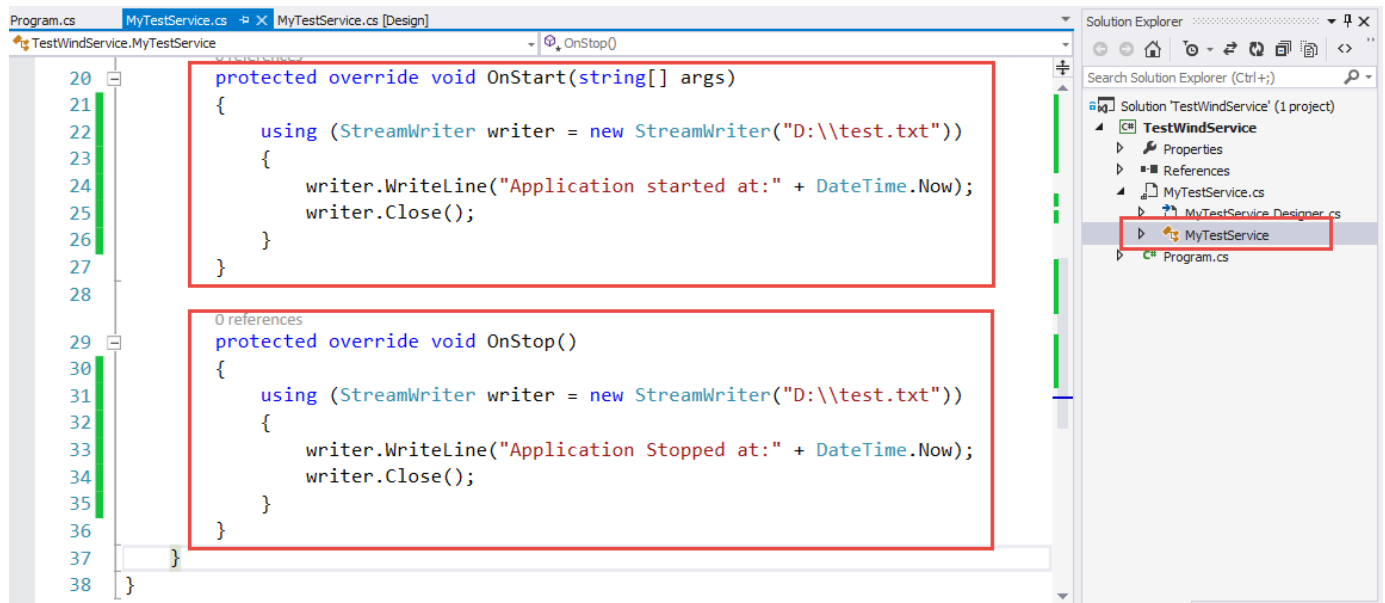 Program.cs
MyTestService.cs
MyTestService.cs [Design]
TestWindService.MyTestService
OnStop()
0 references
20 protected override void OnStart(string[] args)
21 {
22 using (StreamWriter writer = new StreamWriter("D:\\test.txt"))
23 {
24 writer.WriteLine("Application started at:" + DateTime.Now);
25 writer.Close();
26 }
27 }
28
0 references
29 protected override void OnStop()
30 {
31 using (StreamWriter writer = new StreamWriter("D:\\test.txt"))
32 {
33 writer.WriteLine("Application Stopped at:" + DateTime.Now);
34 writer.Close();
35 }
36 }
37 }
38 }
Solution Explorer
Search Solution Explorer (Ctrl+;)
Solution 'TestWindService' (1 project)
C# TestWindService
Properties
References
MyTestService.cs
MyTestService.Designer.cs
MyTestService
C# Program.cs